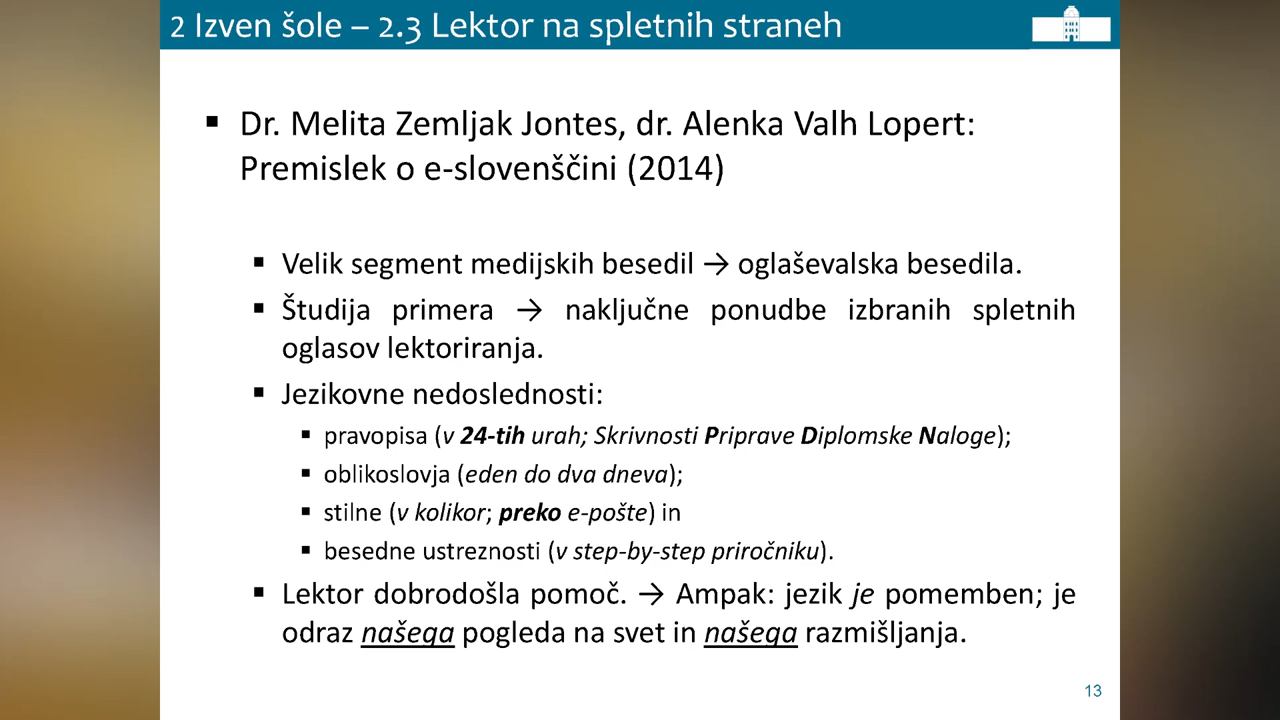 2 Izven šole – 2.3 Lektor na spletnih straneh
▪ Dr. Melita Zemljak Jontes, dr. Alenka Valh Lopert:
Premislek o e-slovenščini (2014)
▪ Velik segment medijskih besedil → oglaševalska besedila.
▪ Študija primera → naključne ponudbe izbranih spletnih
oglasov lektoriranja.
▪ Jezikovne nedoslednosti:
▪ pravopisa (v 24-tih urah; Skrivnosti Priprave Diplomske Naloge);
▪ oblikoslovja (eden do dva dneva);
▪ stilne (v kolikor; preko e-pošte) in
▪ besedne ustreznosti (v step-by-step priročniku).
▪ Lektor dobrodošla pomoč. → Ampak: jezik je pomemben; je
odraz našega pogleda na svet in našega razmišljanja.
13